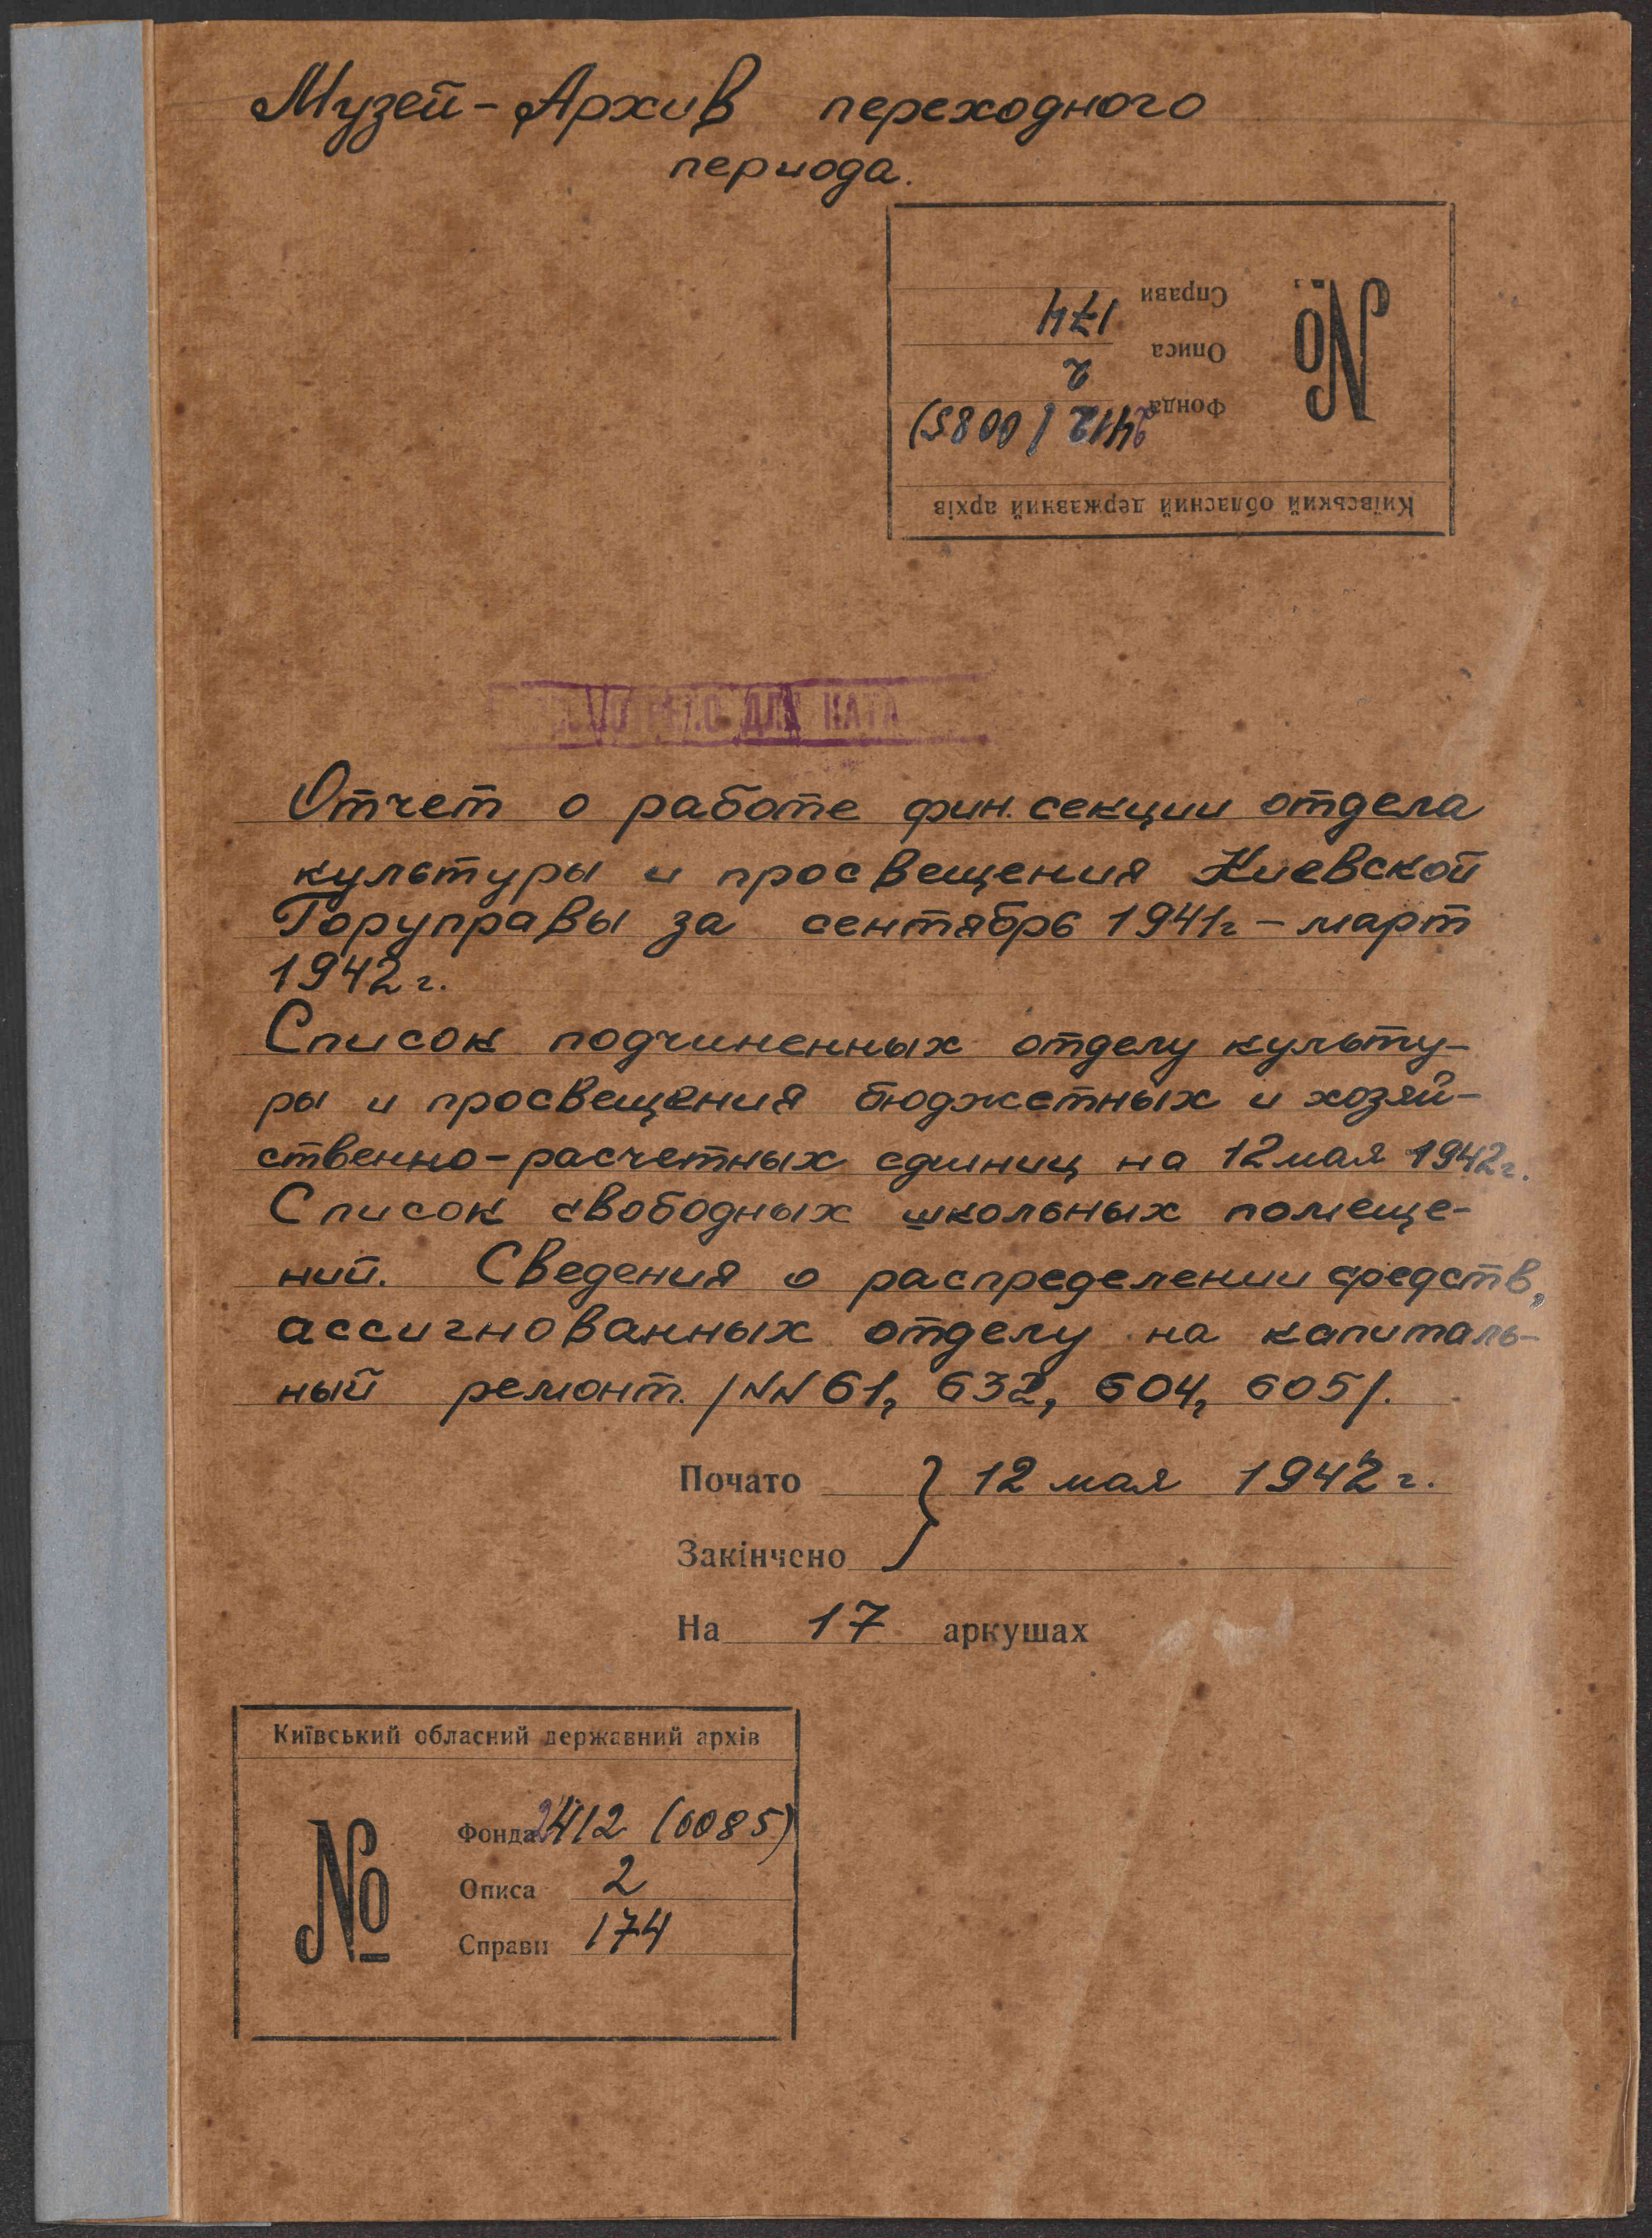 Музей-Архив переходного
периода.
Київський обласний державний архів
№
Фонда 2412 (0085)
Описа 2
Справи 174
ДЛЯ КАТА
Отчет о работе фин. секции отдела
культуры и просвещения Киевской
Горуправы за сентябрь 1941г - март
1942 г.
Список подчиненных отделу культу-
ры и просвещения бюджетных и хозяй-
ственно-расчетных единиц на 12 мая 1942г.
Список свободных школьных помеще-
ний. Сведения о распределении средств,
ассигнованных отделу на капиталь-
ный ремонт. /NN 61, 632, 604, 605/.
Почато } 12 мая 1942 г.
Закінчено
На 17 аркушах
Київський обласний державний архів
№
Фонда 2412 (0085)
Описа 2
Справи 174